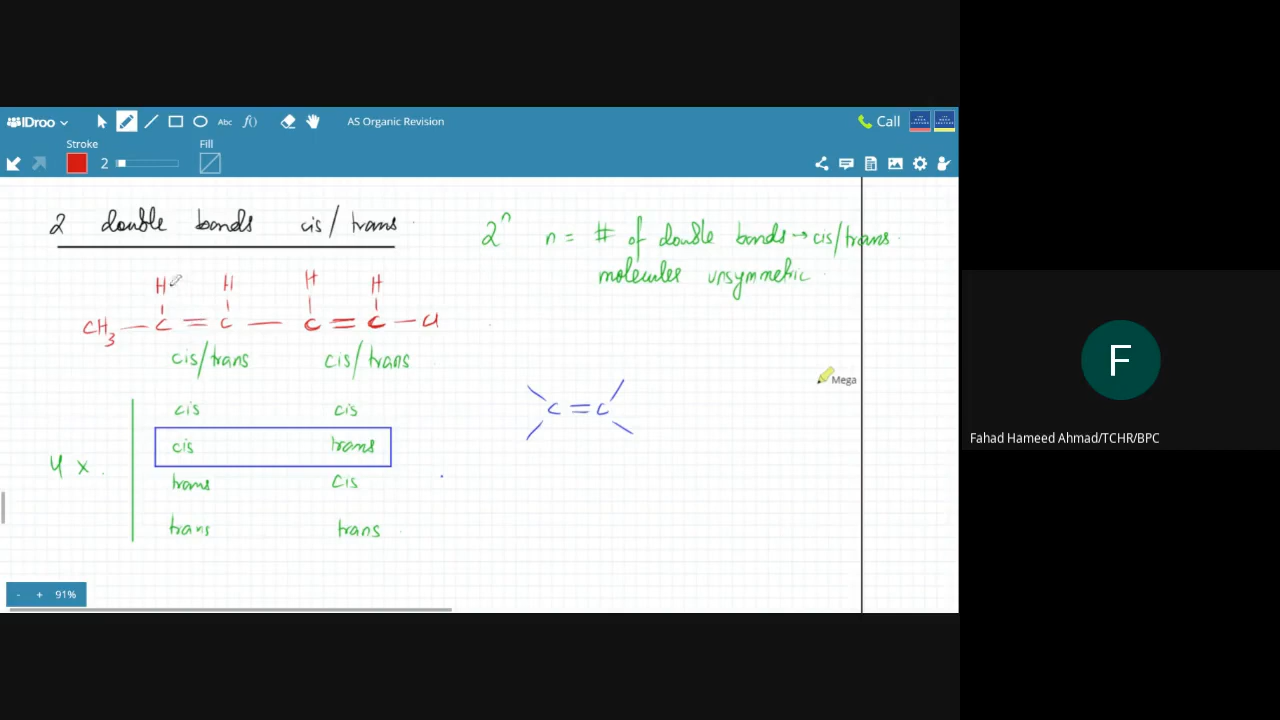 IDroo
Abc
f()
AS Organic Revision
Call
Stroke
Fill
2
2 double bonds cis/trans
2ⁿ n = # of double bonds → cis/trans.
molecules unsymmetric
H H H H
CH₃ — C = C — C = C — Cl
cis/trans cis/trans
Mega
C = C
cis cis
cis trans
4 x
trans cis
trans trans
- + 91%
F
Fahad Hameed Ahmad/TCHR/BPC